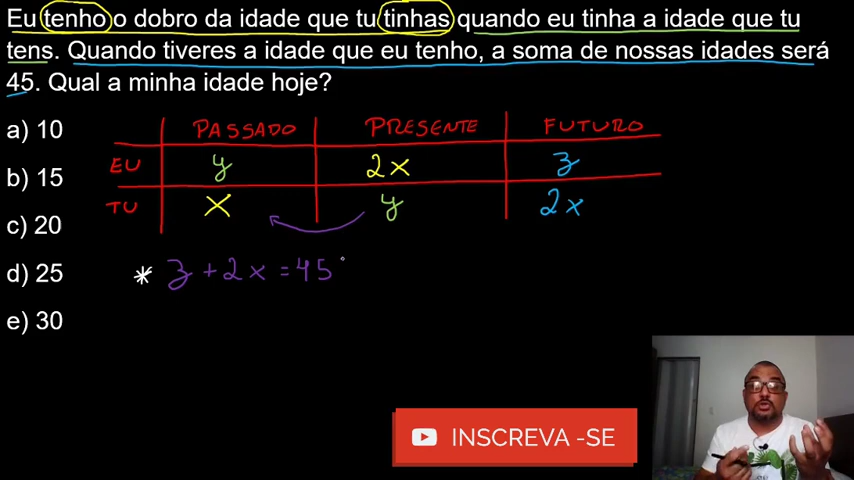 Eu tenho o dobro da idade que tu tinhas quando eu tinha a idade que tu
tens. Quando tiveres a idade que eu tenho, a soma de nossas idades será
45. Qual a minha idade hoje?
a) 10
b) 15
c) 20
d) 25
e) 30
PASSADO PRESENTE FUTURO
EU y 2x z
TU x y 2x
* z + 2x = 45
INSCREVA -SE